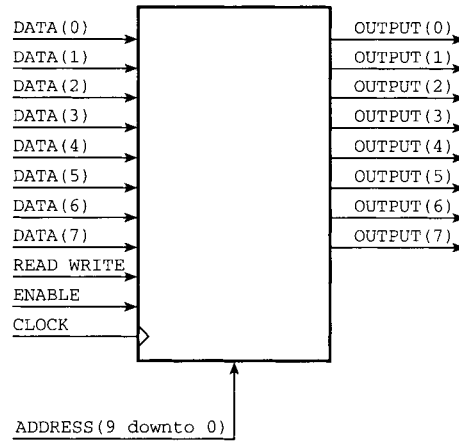 DATA(0)
DATA(1)
DATA(2)
DATA(3)
DATA(4)
DATA(5)
DATA(6)
DATA(7)
READ WRITE
ENABLE
CLOCK
OUTPUT(0)
OUTPUT(1)
OUTPUT(2)
OUTPUT(3)
OUTPUT(4)
OUTPUT(5)
OUTPUT(6)
OUTPUT(7)
ADDRESS(9 downto 0)